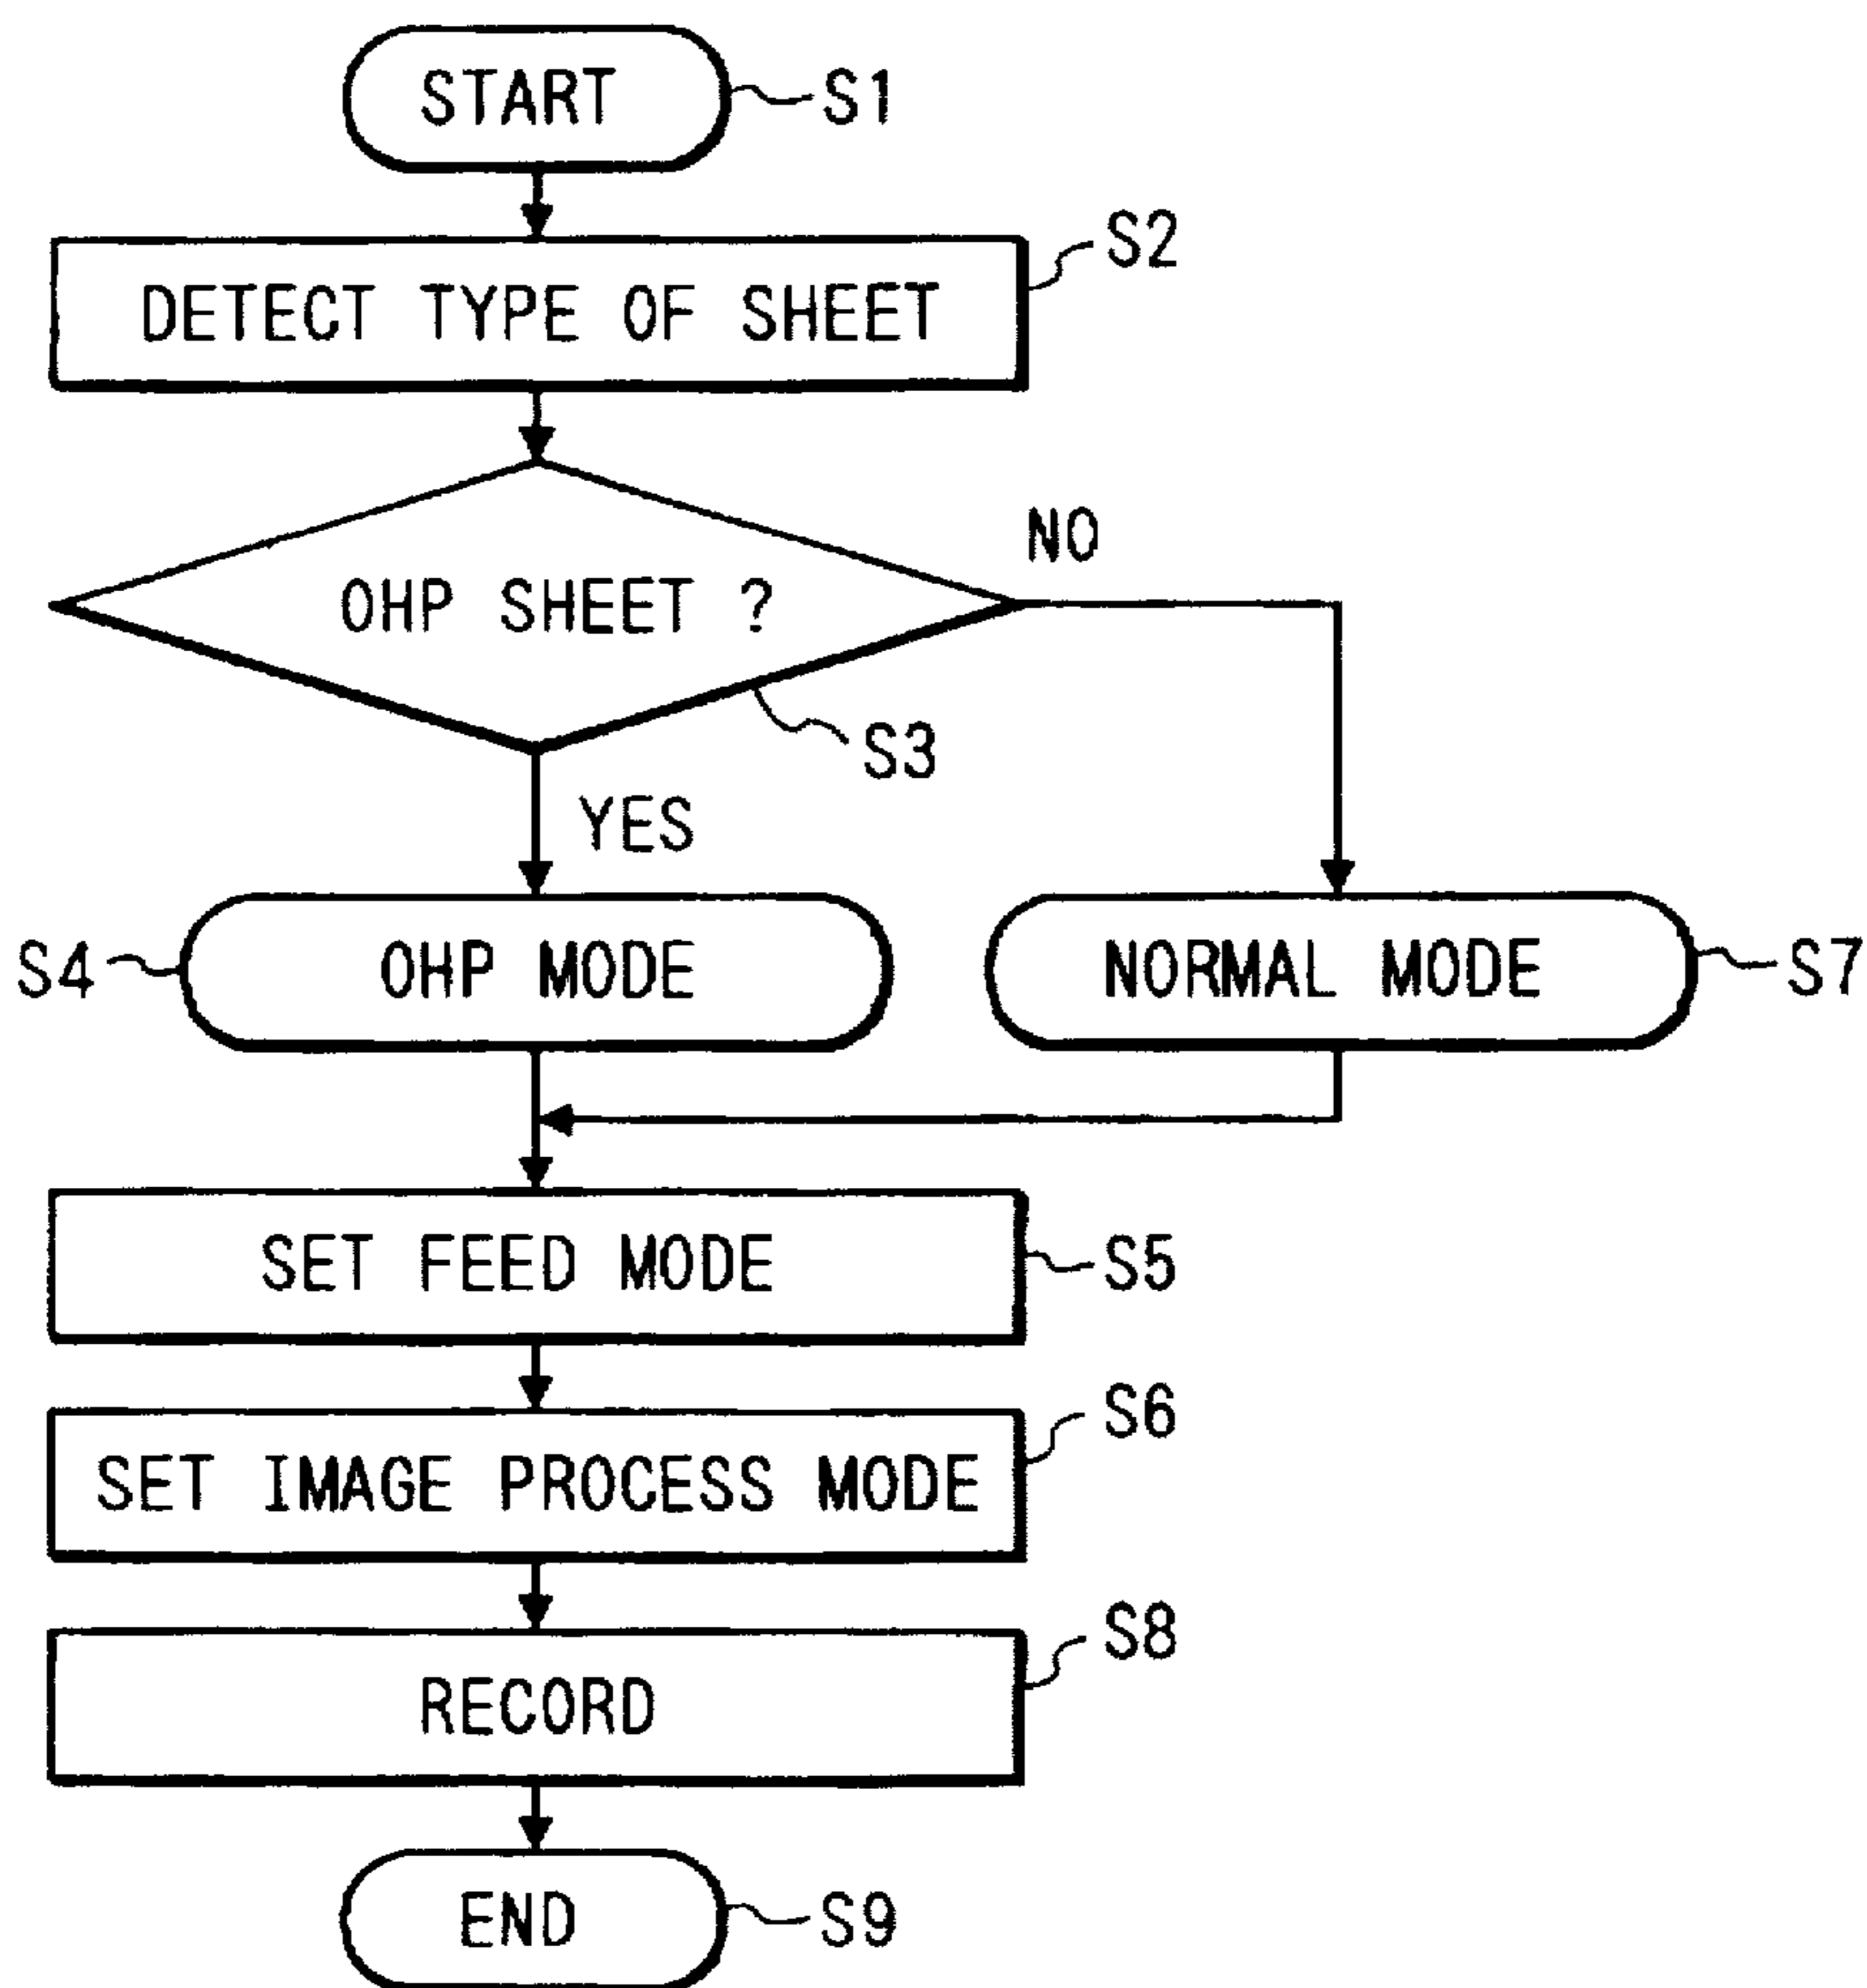 START
S1
S2
DETECT TYPE OF SHEET
NO
OHP SHEET ?
S3
YES
S4
OHP MODE
NORMAL MODE
S7
SET FEED MODE
S5
S6
SET IMAGE PROCESS MODE
S8
RECORD
END
S9